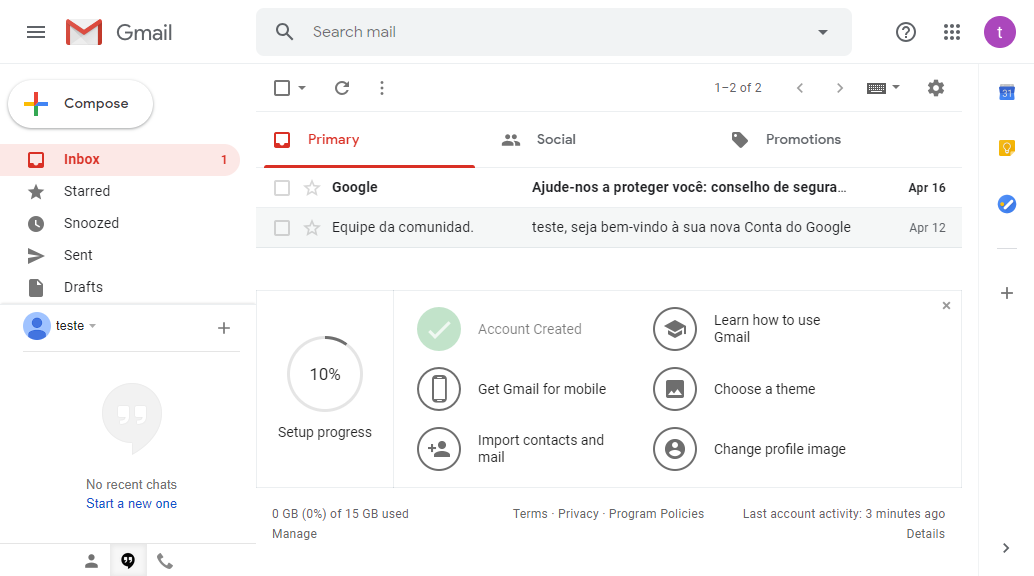 Gmail
Search mail
t
Compose
1–2 of 2
31
Primary
Social
Promotions
Inbox 1
Starred
Snoozed
Sent
Drafts
Google Ajude-nos a proteger você: conselho de segura… Apr 16
Equipe da comunidad. teste, seja bem-vindo à sua nova Conta do Google Apr 12
teste
No recent chats
Start a new one
10%
Setup progress
Account Created
Learn how to use
Gmail
Get Gmail for mobile
Choose a theme
Import contacts and
mail
Change profile image
0 GB (0%) of 15 GB used
Manage
Terms · Privacy · Program Policies
Last account activity: 3 minutes ago
Details